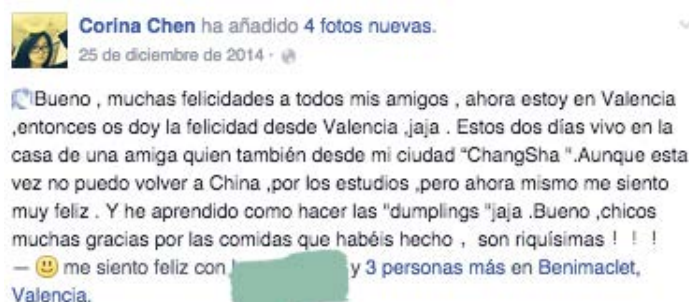 Corina Chen ha añadido 4 fotos nuevas.
25 de diciembre de 2014 ·
Bueno , muchas felicidades a todos mis amigos , ahora estoy en Valencia
,entonces os doy la felicidad desde Valencia ,jaja . Estos dos días vivo en la
casa de una amiga quien también desde mi ciudad “ChangSha “.Aunque esta
vez no puedo volver a China ,por los estudios ,pero ahora mismo me siento
muy feliz . Y he aprendido como hacer las “dumplings “jaja .Bueno ,chicos
muchas gracias por las comidas que habéis hecho , son riquísimas ! ! !
— me siento feliz con y 3 personas más en Benimaclet,
Valencia.